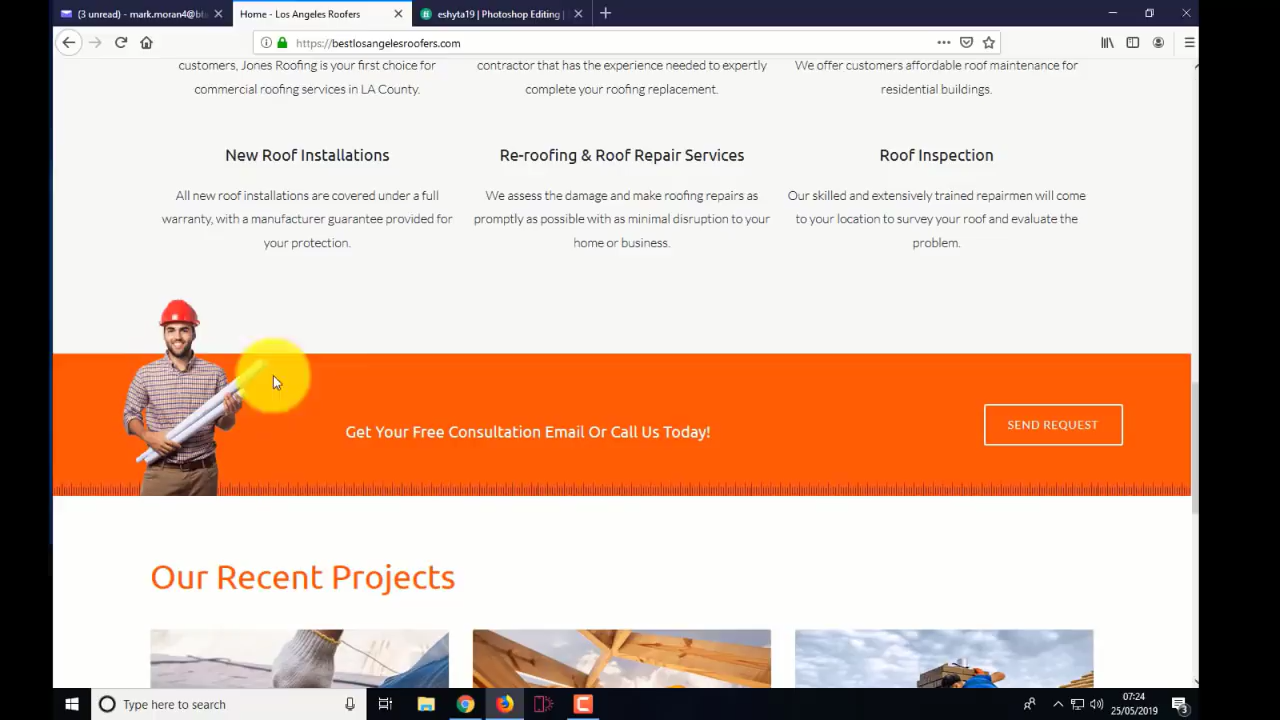 (3 unread) - mark.moran4@bt
Home - Los Angeles Roofers
eshyta19 | Photoshop Editing |
https://bestlosangelesroofers.com
customers, Jones Roofing is your first choice for
commercial roofing services in LA County.
contractor that has the experience needed to expertly
complete your roofing replacement.
We offer customers affordable roof maintenance for
residential buildings.
New Roof Installations
All new roof installations are covered under a full
warranty, with a manufacturer guarantee provided for
your protection.
Re-roofing & Roof Repair Services
We assess the damage and make roofing repairs as
promptly as possible with as minimal disruption to your
home or business.
Roof Inspection
Our skilled and extensively trained repairmen will come
to your location to survey your roof and evaluate the
problem.
Get Your Free Consultation Email Or Call Us Today!
SEND REQUEST
Our Recent Projects
Type here to search
07:24
25/05/2019
3